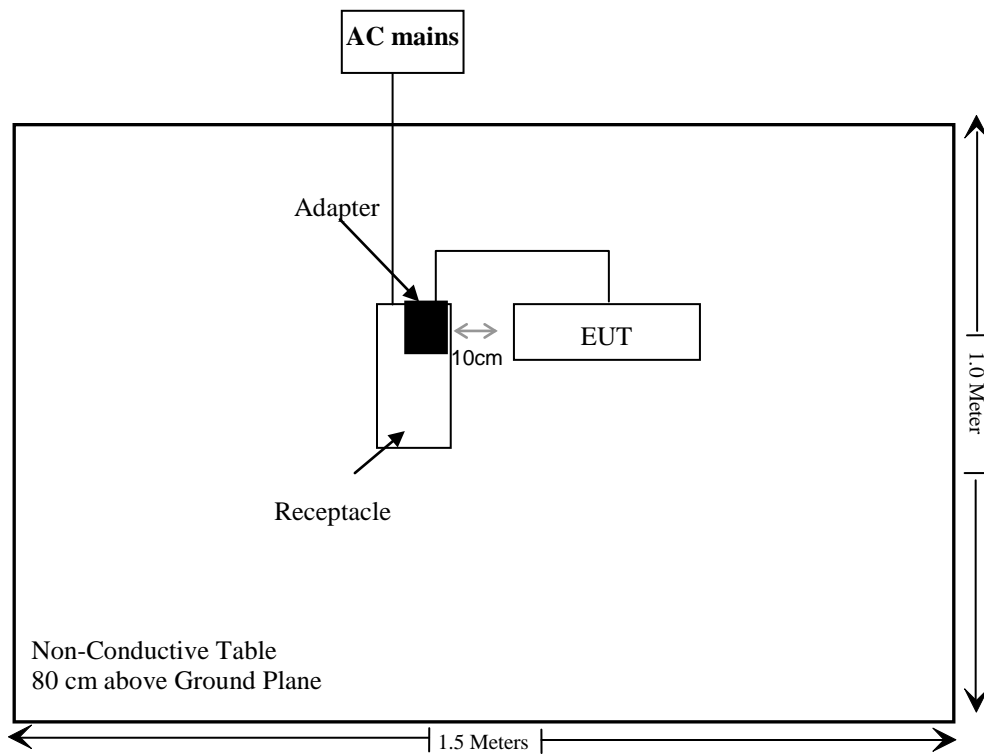 AC mains
Adapter
EUT
10cm
1.0 Meter
Receptacle
Non-Conductive Table
80 cm above Ground Plane
1.5 Meters